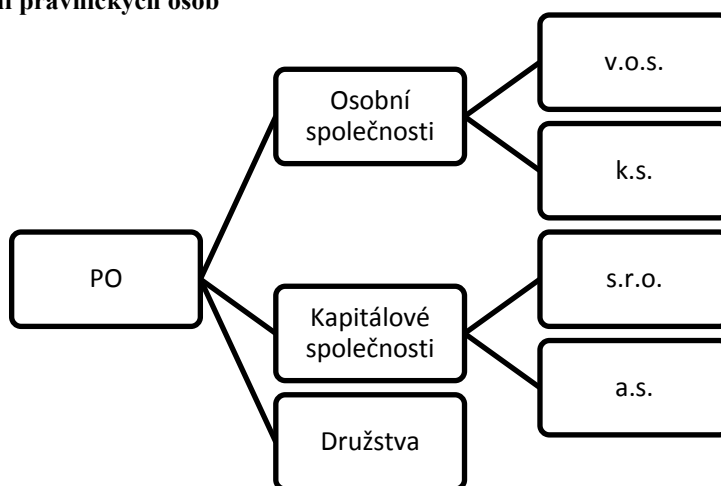 právnických osob
PO
Osobní
společnosti
v.o.s.
k.s.
Kapitálové
společnosti
s.r.o.
a.s.
Družstva